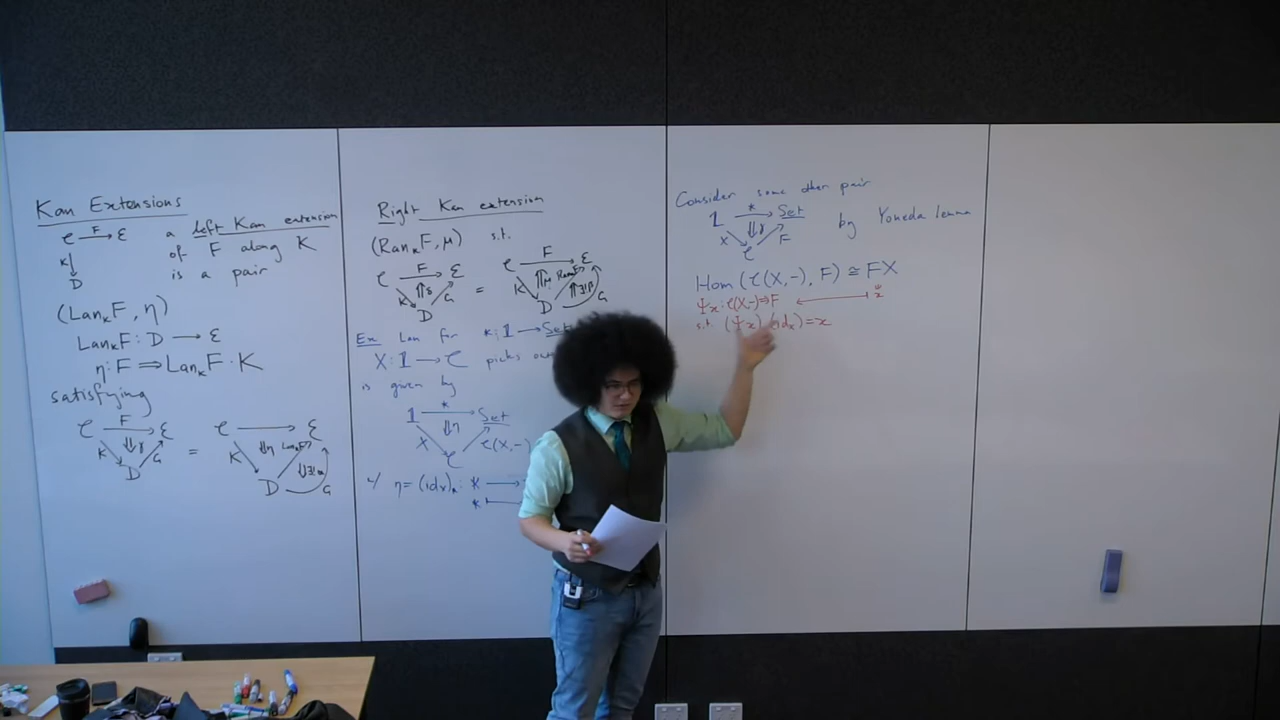 Kan Extensions
C F→ E a left Kan extension
K↓ of F along K
D is a pair
(Lan_K F, η)
Lan_K F : D → E
η : F ⇒ Lan_K F · K
satisfying
C F→ E = C → E
K ⇓γ K ⇓η Lan_K F ⇓∃!α
D G D G
Right Kan extension
(Ran_K F, μ) s.t.
C F→ E = C F→ E
K ⇑δ G K ⇑μ Ran_K F ⇑∃!β
D D G
Ex Lan for *: 1 → Set
X : 1 → C picks
is given by
1 *→ Set
X ⇓η C(X,-)
C
w/ η = (id_X)_* : * →
* ↦
Consider some other pair
1 *→ Set by Yoneda lemma
X ⇓γ F
C
Hom (C(X,-), F) ≅ FX
Ψ_x : C(X,-) ⇒ F ⟵⊣ x
s.t. (Ψ_x) (id_x) = x